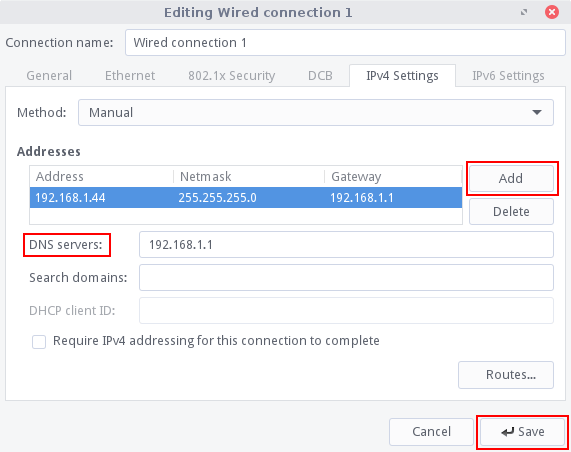 Editing Wired connection 1
Connection name: Wired connection 1
General Ethernet 802.1x Security DCB IPv4 Settings IPv6 Settings
Method: Manual
Addresses
Address Netmask Gateway
192.168.1.44 255.255.255.0 192.168.1.1
Add
Delete
DNS servers: 192.168.1.1
Search domains:
DHCP client ID:
Require IPv4 addressing for this connection to complete
Routes...
Cancel Save